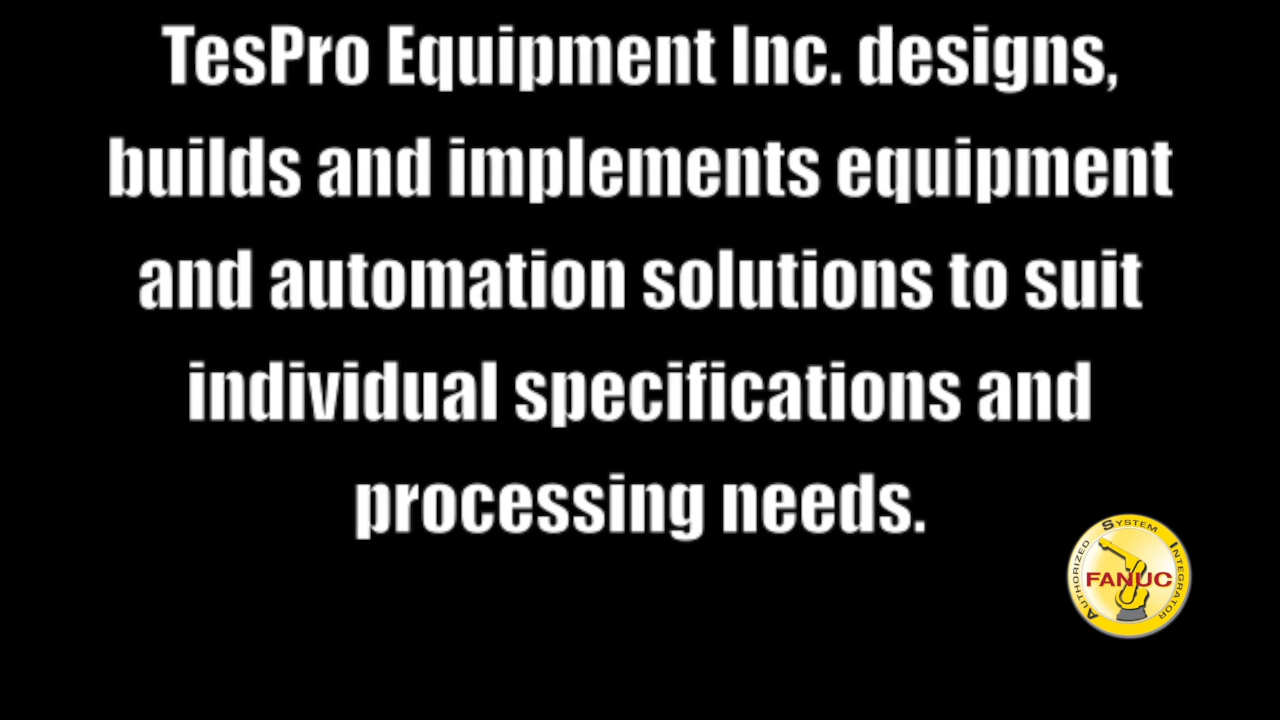 TesPro Equipment Inc. designs,
builds and implements equipment
and automation solutions to suit
individual specifications and
processing needs.
AUTHORIZED SYSTEM INTEGRATOR
FANUC